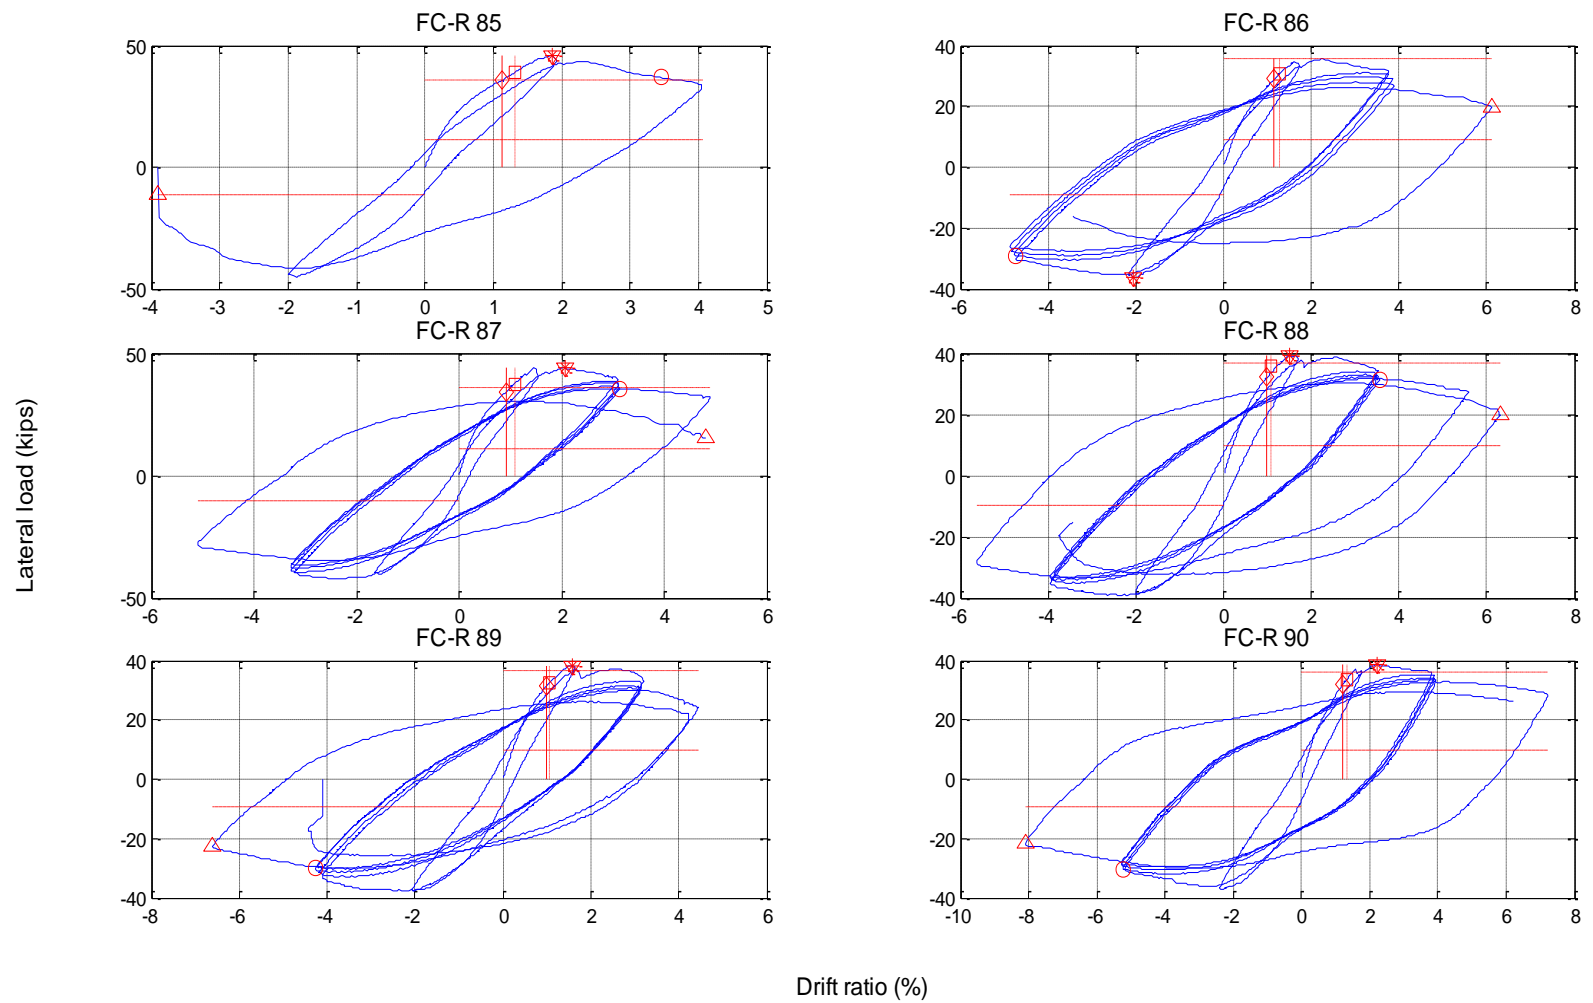 FC-R 85
50
0
-50
-4 -3 -2 -1 0 1 2 3 4 5
FC-R 86
40
20
0
-20
-40
-6 -4 -2 0 2 4 6 8
FC-R 87
50
0
-50
-6 -4 -2 0 2 4 6
FC-R 88
40
20
0
-20
-40
-6 -4 -2 0 2 4 6 8
FC-R 89
40
20
0
-20
-40
-8 -6 -4 -2 0 2 4 6
FC-R 90
40
20
0
-20
-40
-10 -8 -6 -4 -2 0 2 4 6 8
Lateral load (kips)
Drift ratio (%)